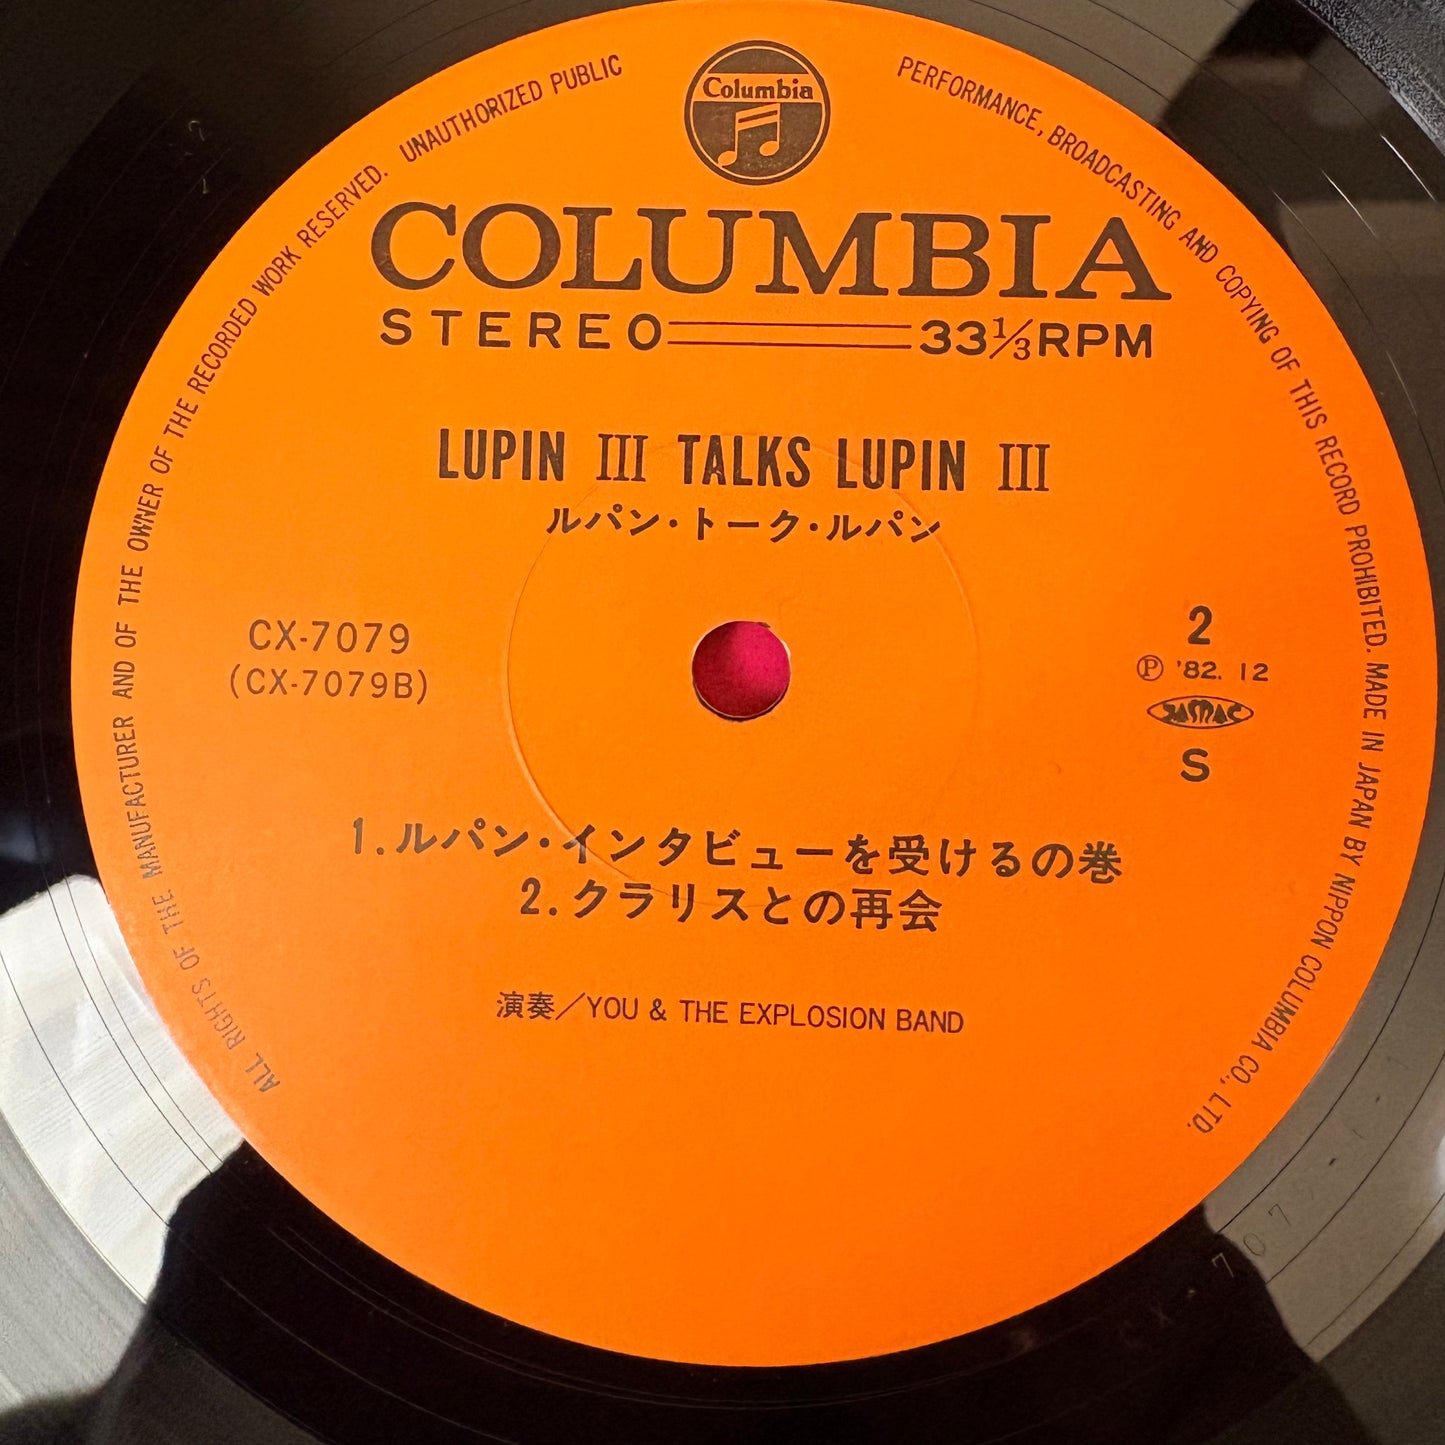 Columbia
COLUMBIA
STEREO 33⅓RPM
LUPIN III TALKS LUPIN III
ルパン・トーク・ルパン
CX-7079
(CX-7079B)
2
Ⓟ '82. 12
JASRAC
S
1.ルパン・インタビューを受けるの巻
2.クラリスとの再会
演奏／YOU & THE EXPLOSION BAND
ALL RIGHTS OF THE MANUFACTURER AND OF THE OWNER OF THE RECORDED WORK RESERVED. UNAUTHORIZED PUBLIC PERFORMANCE, BROADCASTING AND COPYING OF THIS RECORD PROHIBITED. MADE IN JAPAN BY NIPPON COLUMBIA CO., LTD.